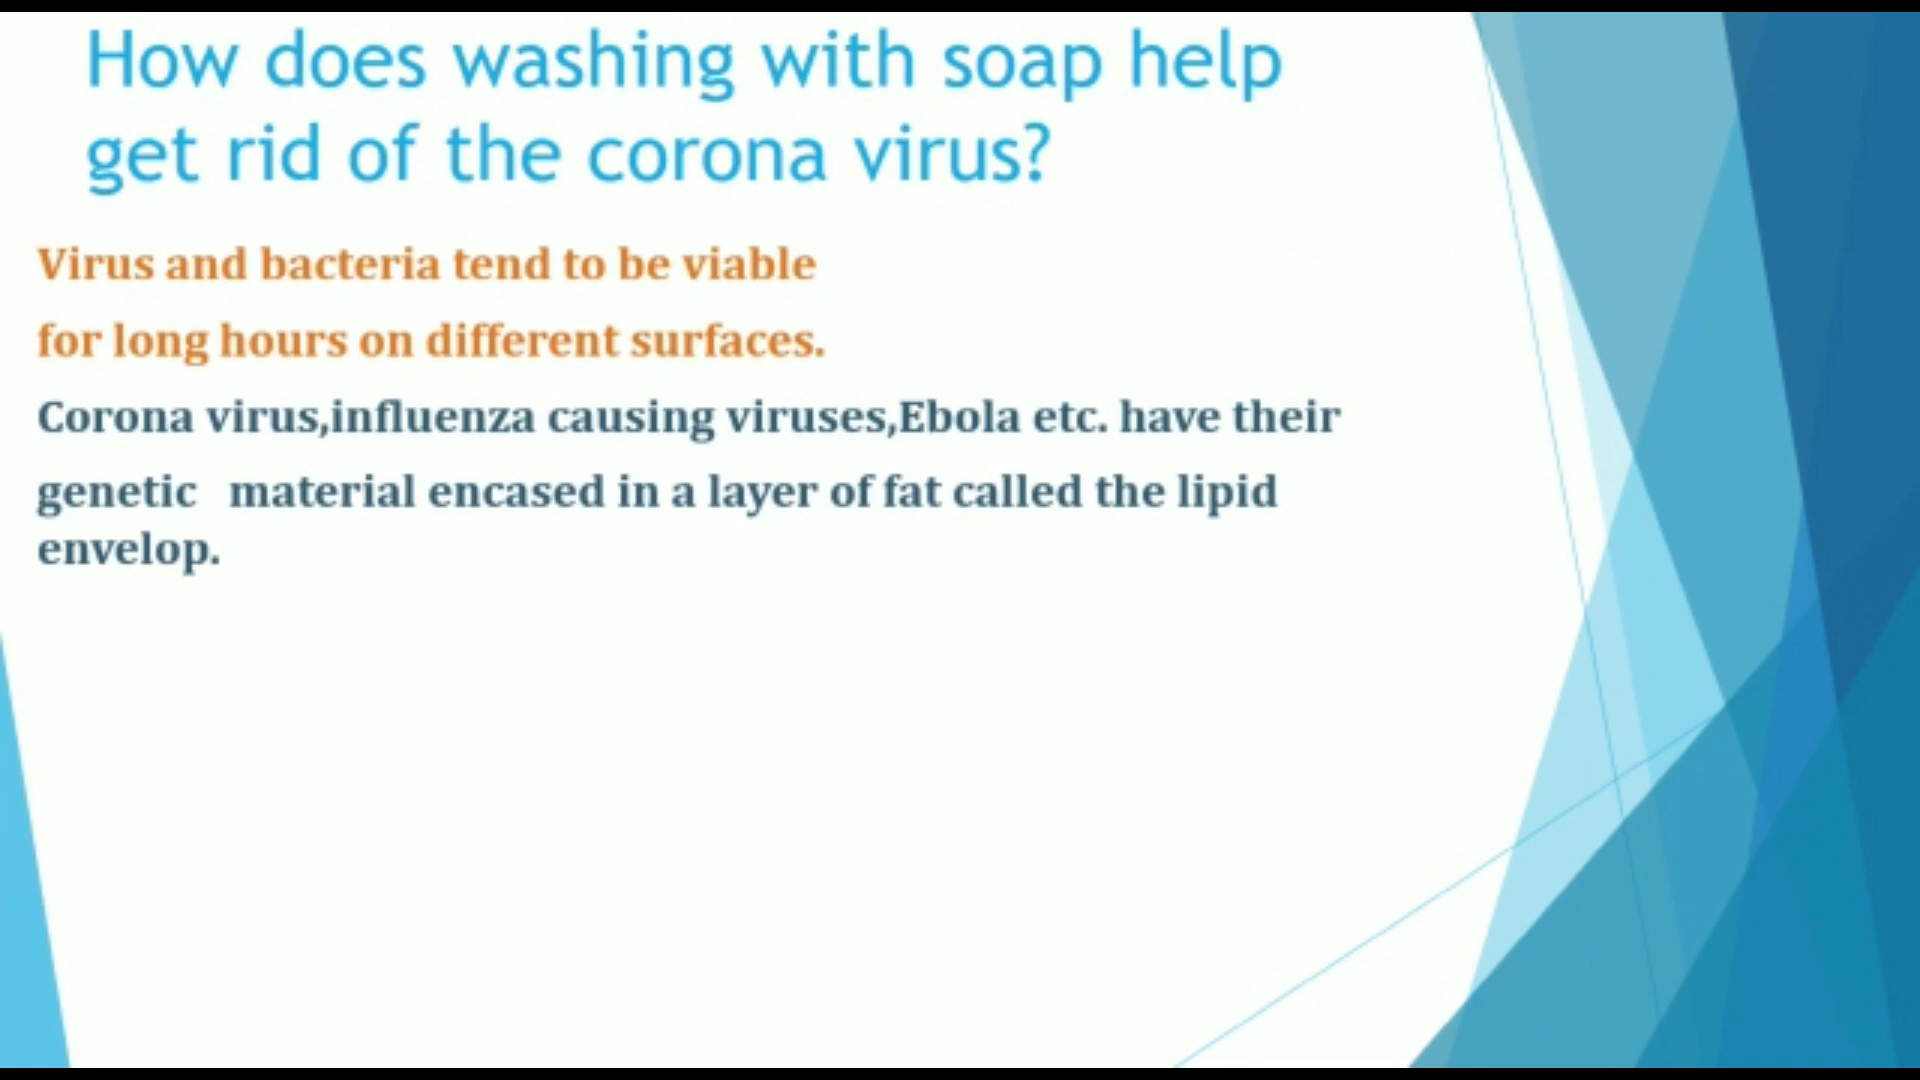 How does washing with soap help
get rid of the corona virus?
Virus and bacteria tend to be viable
for long hours on different surfaces.
Corona virus,influenza causing viruses,Ebola etc. have their
genetic   material encased in a layer of fat called the lipid
envelop.